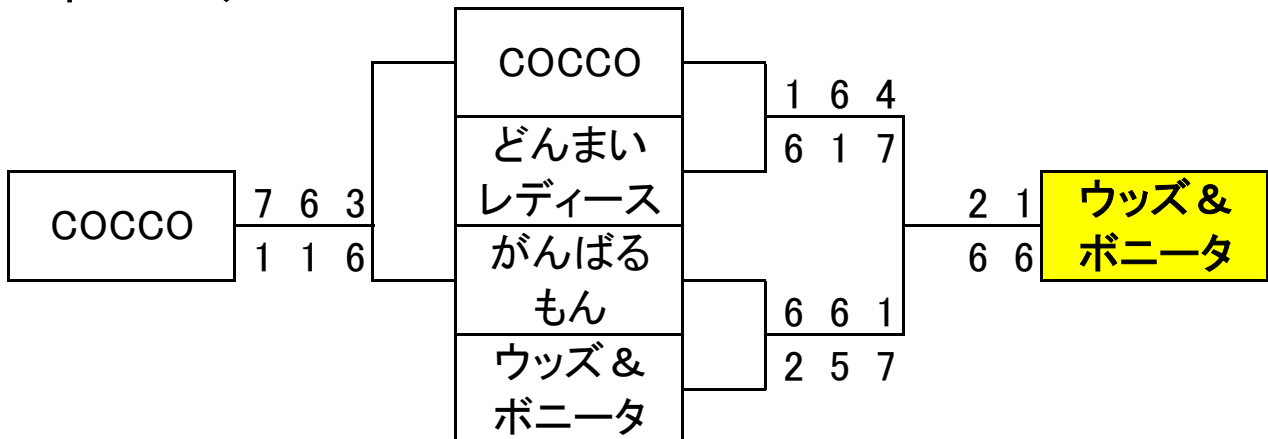 COCCO
1 6 4
どんまい
レディース
6 1 7
COCCO
7 6 3
1 1 6
がんばる
もん
2 1
6 6
ウッズ&
ボニータ
6 6 1
2 5 7
ウッズ&
ボニータ